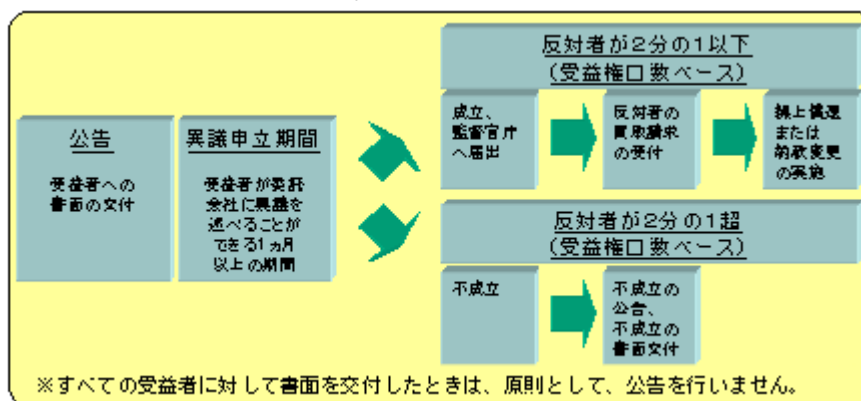 公告
受益者への
書面の交付
異議申立期間
受益者が委託
会社に異議を
述べることが
できる1ヵ月
以上の期間
反対者が2分の1以下
(受益権口数ベース)
成立、
監督官庁
へ届出
反対者の
買取請求
の受付
繰上償還
または
約款変更
の実施
反対者が2分の1超
(受益権口数ベース)
不成立
不成立の
公告、
不成立の
書面交付
※すべての受益者に対して書面を交付したときは、原則として、公告を行いません。